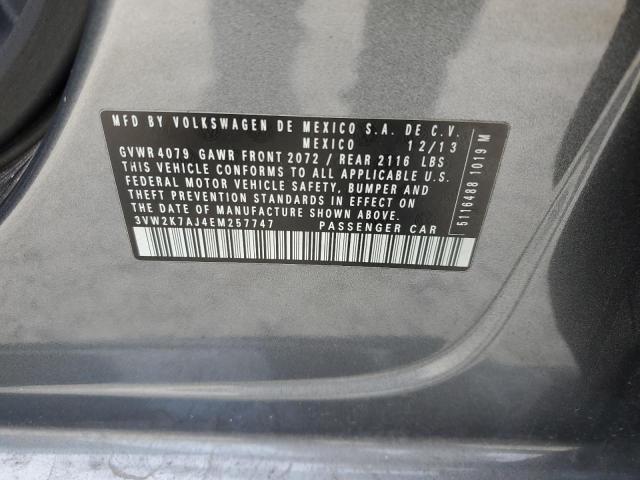 MFD BY VOLKSWAGEN DE MEXICO S.A. DE C.V.
MEXICO 12/13
GVWR 4079 GAWR FRONT 2072 / REAR 2116 LBS
THIS VEHICLE CONFORMS TO ALL APPLICABLE U.S.
FEDERAL MOTOR VEHICLE SAFETY, BUMPER AND
THEFT PREVENTION STANDARDS IN EFFECT ON
THE DATE OF MANUFACTURE SHOWN ABOVE.
3VW2K7AJ4EM257747 PASSENGER CAR
5116488 1019 M